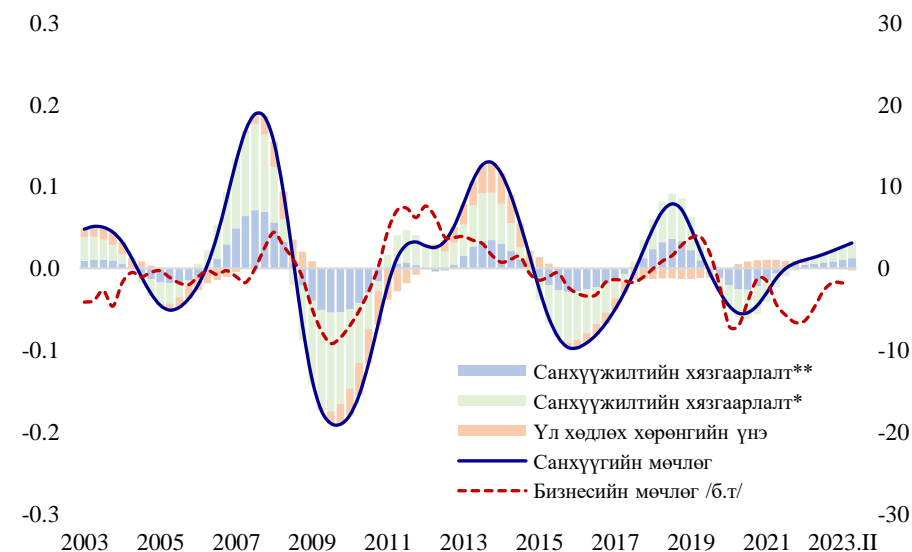 0.3 30
0.2 20
0.1 10
0.0 0
-0.1 -10
Санхүүжилтийн хязгаарлалт**
Санхүүжилтийн хязгаарлалт*
-0.2 -20
Үл хөдлөх хөрөнгийн үнэ
Санхүүгийн мөчлөг
Бизнесийн мөчлөг /б.т/
-0.3 -30
2003 2005 2007 2009 2011 2013 2015 2017 2019 2021 2023.II